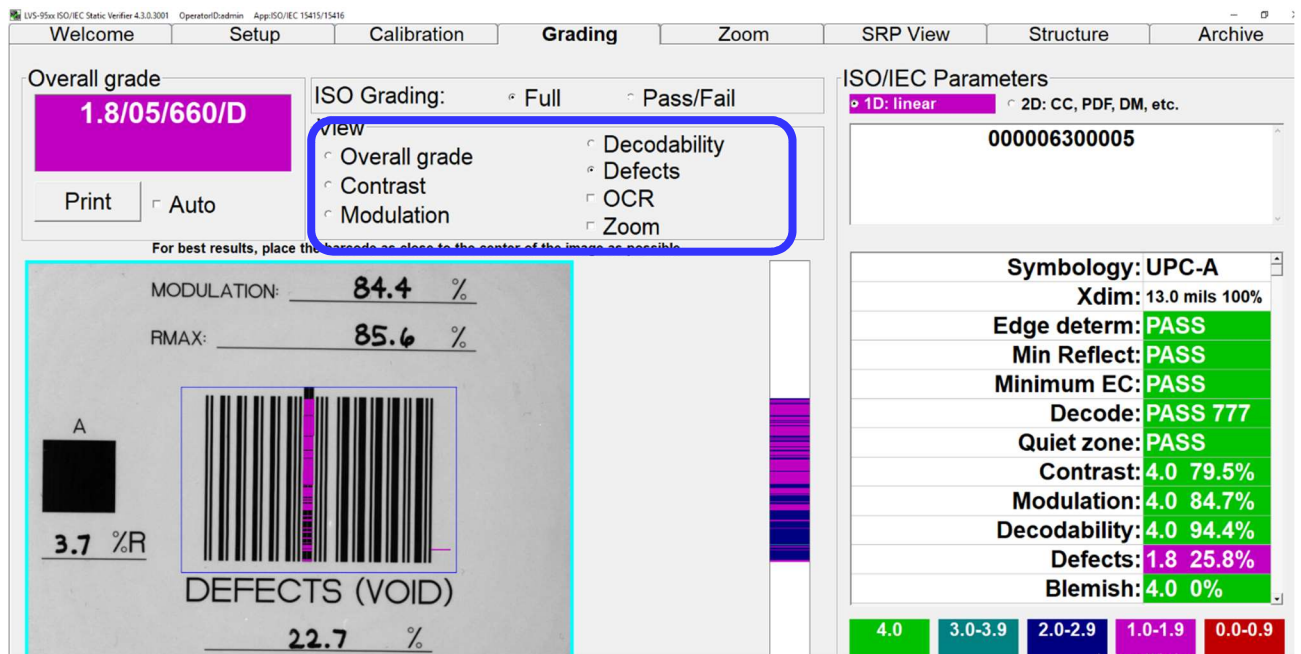 LVS-95xx ISO/IEC Static Verifier 4.3.0.3001 OperatorID:admin App:ISO/IEC 15415/15416
Welcome Setup Calibration Grading Zoom SRP View Structure Archive
Overall grade
1.8/05/660/D
Print
Auto
ISO Grading: Full Pass/Fail
View
Overall grade
Contrast
Modulation
Decodability
Defects
OCR
Zoom
For best results, place the barcode as close to the center of the image as possible
MODULATION: 84.4 %
RMAX: 85.6 %
A
3.7 %R
DEFECTS (VOID)
22.7 %
ISO/IEC Parameters
1D: linear 2D: CC, PDF, DM, etc.
000006300005
Symbology: UPC-A
Xdim: 13.0 mils 100%
Edge determ: PASS
Min Reflect: PASS
Minimum EC: PASS
Decode: PASS 777
Quiet zone: PASS
Contrast: 4.0 79.5%
Modulation: 4.0 84.7%
Decodability: 4.0 94.4%
Defects: 1.8 25.8%
Blemish: 4.0 0%
4.0 3.0-3.9 2.0-2.9 1.0-1.9 0.0-0.9